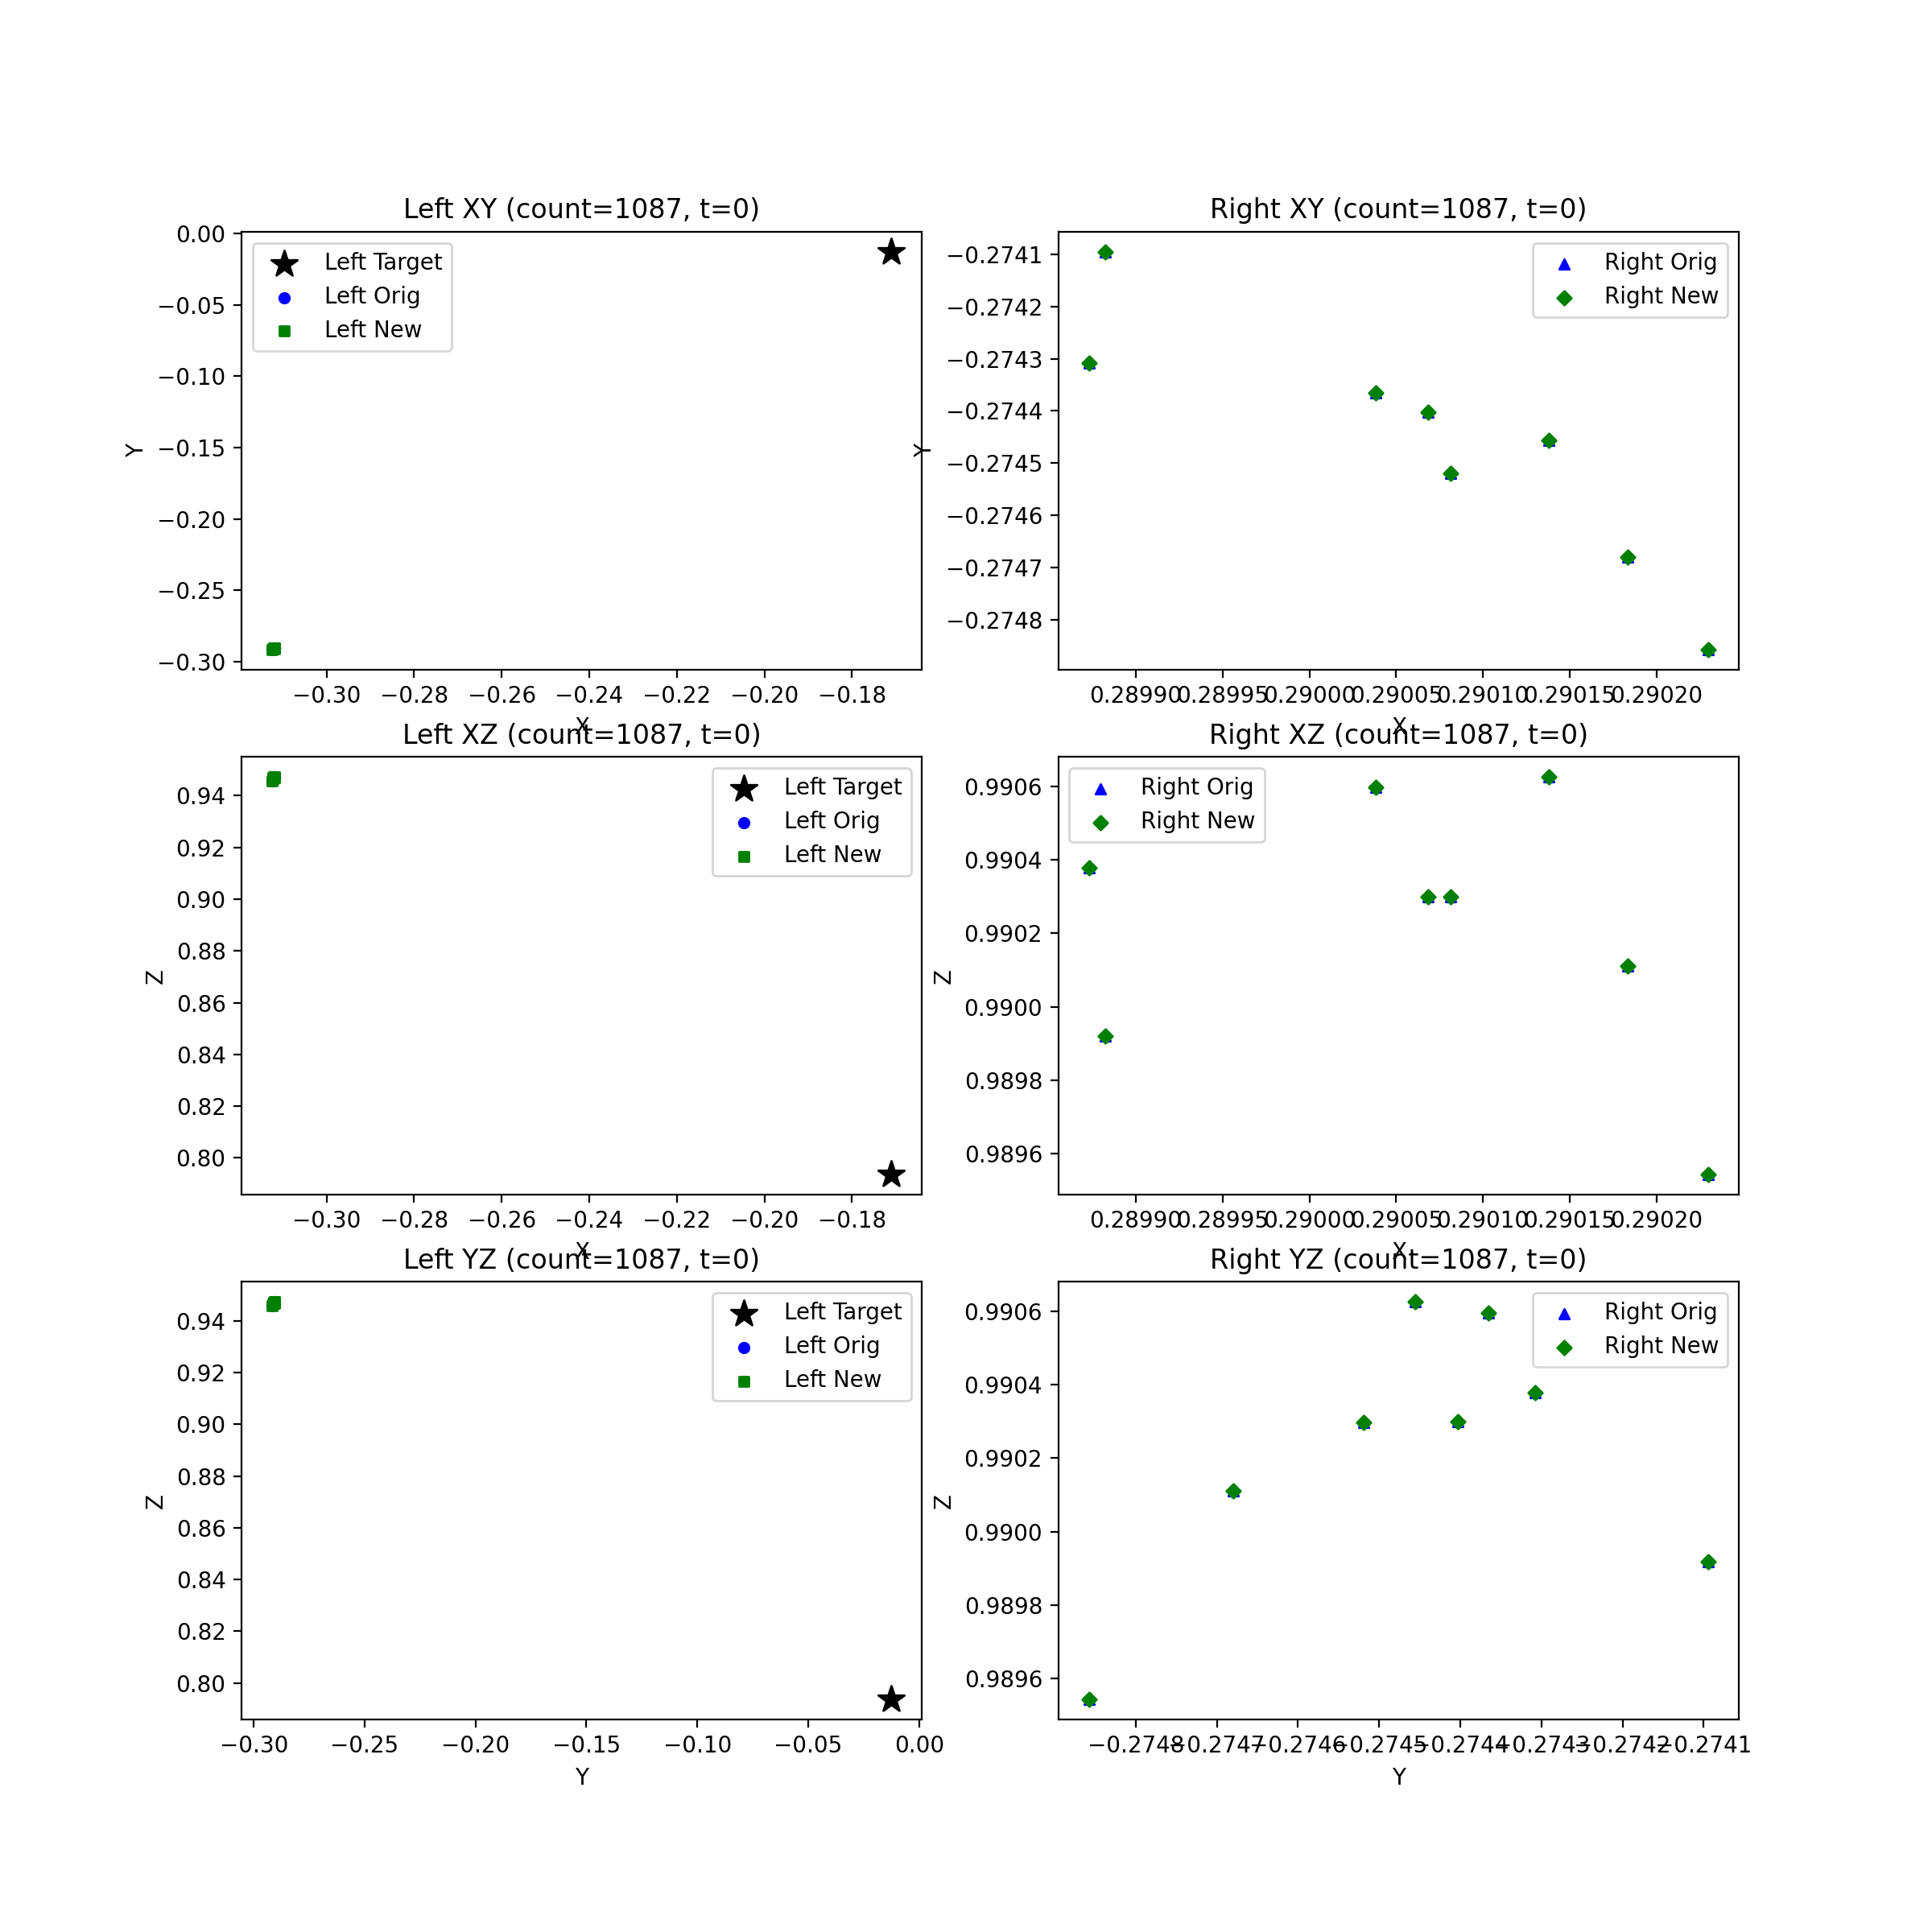 Left XY (count=1087, t=0)
0.00
−0.05
−0.10
−0.15
−0.20
−0.25
−0.30
Y
Left Target
Left Orig
Left New
−0.30 −0.28 −0.26 −0.24 −0.22 −0.20 −0.18
X
Right XY (count=1087, t=0)
−0.2741
−0.2742
−0.2743
−0.2744
−0.2745
−0.2746
−0.2747
−0.2748
Y
Right Orig
Right New
0.28990 0.28995 0.29000 0.29005 0.29010 0.29015 0.29020
X
Left XZ (count=1087, t=0)
0.94
0.92
0.90
0.88
0.86
0.84
0.82
0.80
Z
Left Target
Left Orig
Left New
−0.30 −0.28 −0.26 −0.24 −0.22 −0.20 −0.18
X
Right XZ (count=1087, t=0)
0.9906
0.9904
0.9902
0.9900
0.9898
0.9896
Z
Right Orig
Right New
0.28990 0.28995 0.29000 0.29005 0.29010 0.29015 0.29020
X
Left YZ (count=1087, t=0)
0.94
0.92
0.90
0.88
0.86
0.84
0.82
0.80
Z
Left Target
Left Orig
Left New
−0.30 −0.25 −0.20 −0.15 −0.10 −0.05 0.00
Y
Right YZ (count=1087, t=0)
0.9906
0.9904
0.9902
0.9900
0.9898
0.9896
Z
Right Orig
Right New
−0.2748 −0.2747 −0.2746 −0.2745 −0.2744 −0.2743 −0.2742 −0.2741
Y